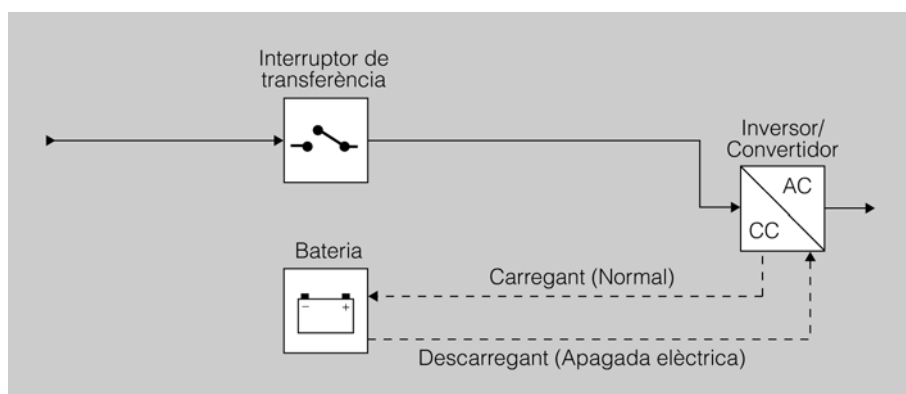 Interruptor de
transferència
Inversor/
Convertidor
AC
CC
Bateria
Carregant (Normal)
- +
Descarregant (Apagada elèctrica)